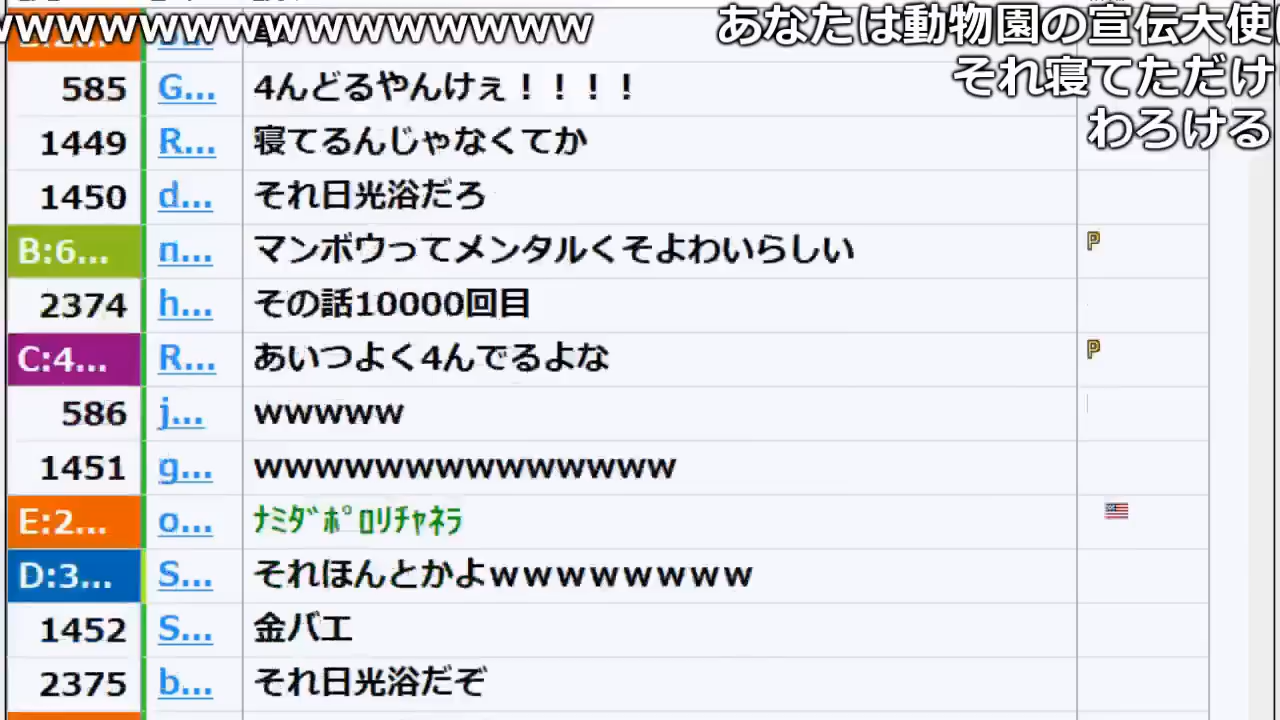 wwwwwwwwwwwwwww
あなたは動物園の宣伝大使
それ寝てただけ
わろける
585 G... 4んどるやんけぇ！！！！
1449 R... 寝てるんじゃなくてか
1450 d... それ日光浴だろ
B:6... n... マンボウってメンタルくそよわいらしい P
2374 h... その話10000回目
C:4... R... あいつよく4んでるよな P
586 j... wwwww
1451 g... wwwwwwwwwwwwww
E:2... o... ﾅﾐﾀﾞﾎﾟﾛﾘﾁｬﾈﾗ
D:3... S... それほんとかよｗｗｗｗｗｗｗｗ
1452 S... 金バエ
2375 b... それ日光浴だぞ